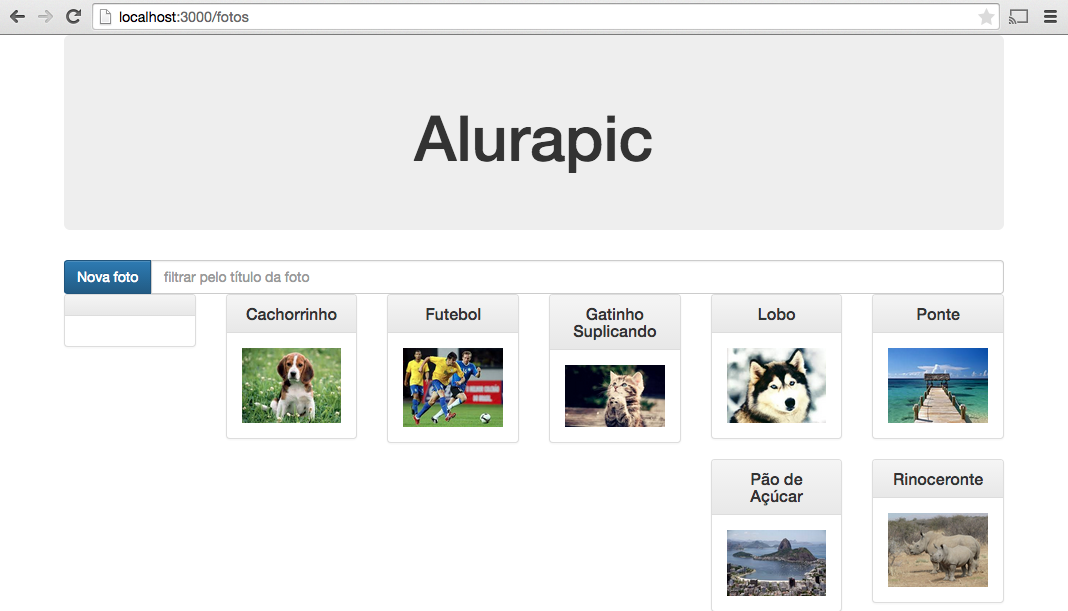 localhost:3000/fotos
Alurapic
Nova foto
filtrar pelo título da foto
Cachorrinho
Futebol
Gatinho
Suplicando
Lobo
Ponte
Pão de
Açúcar
Rinoceronte